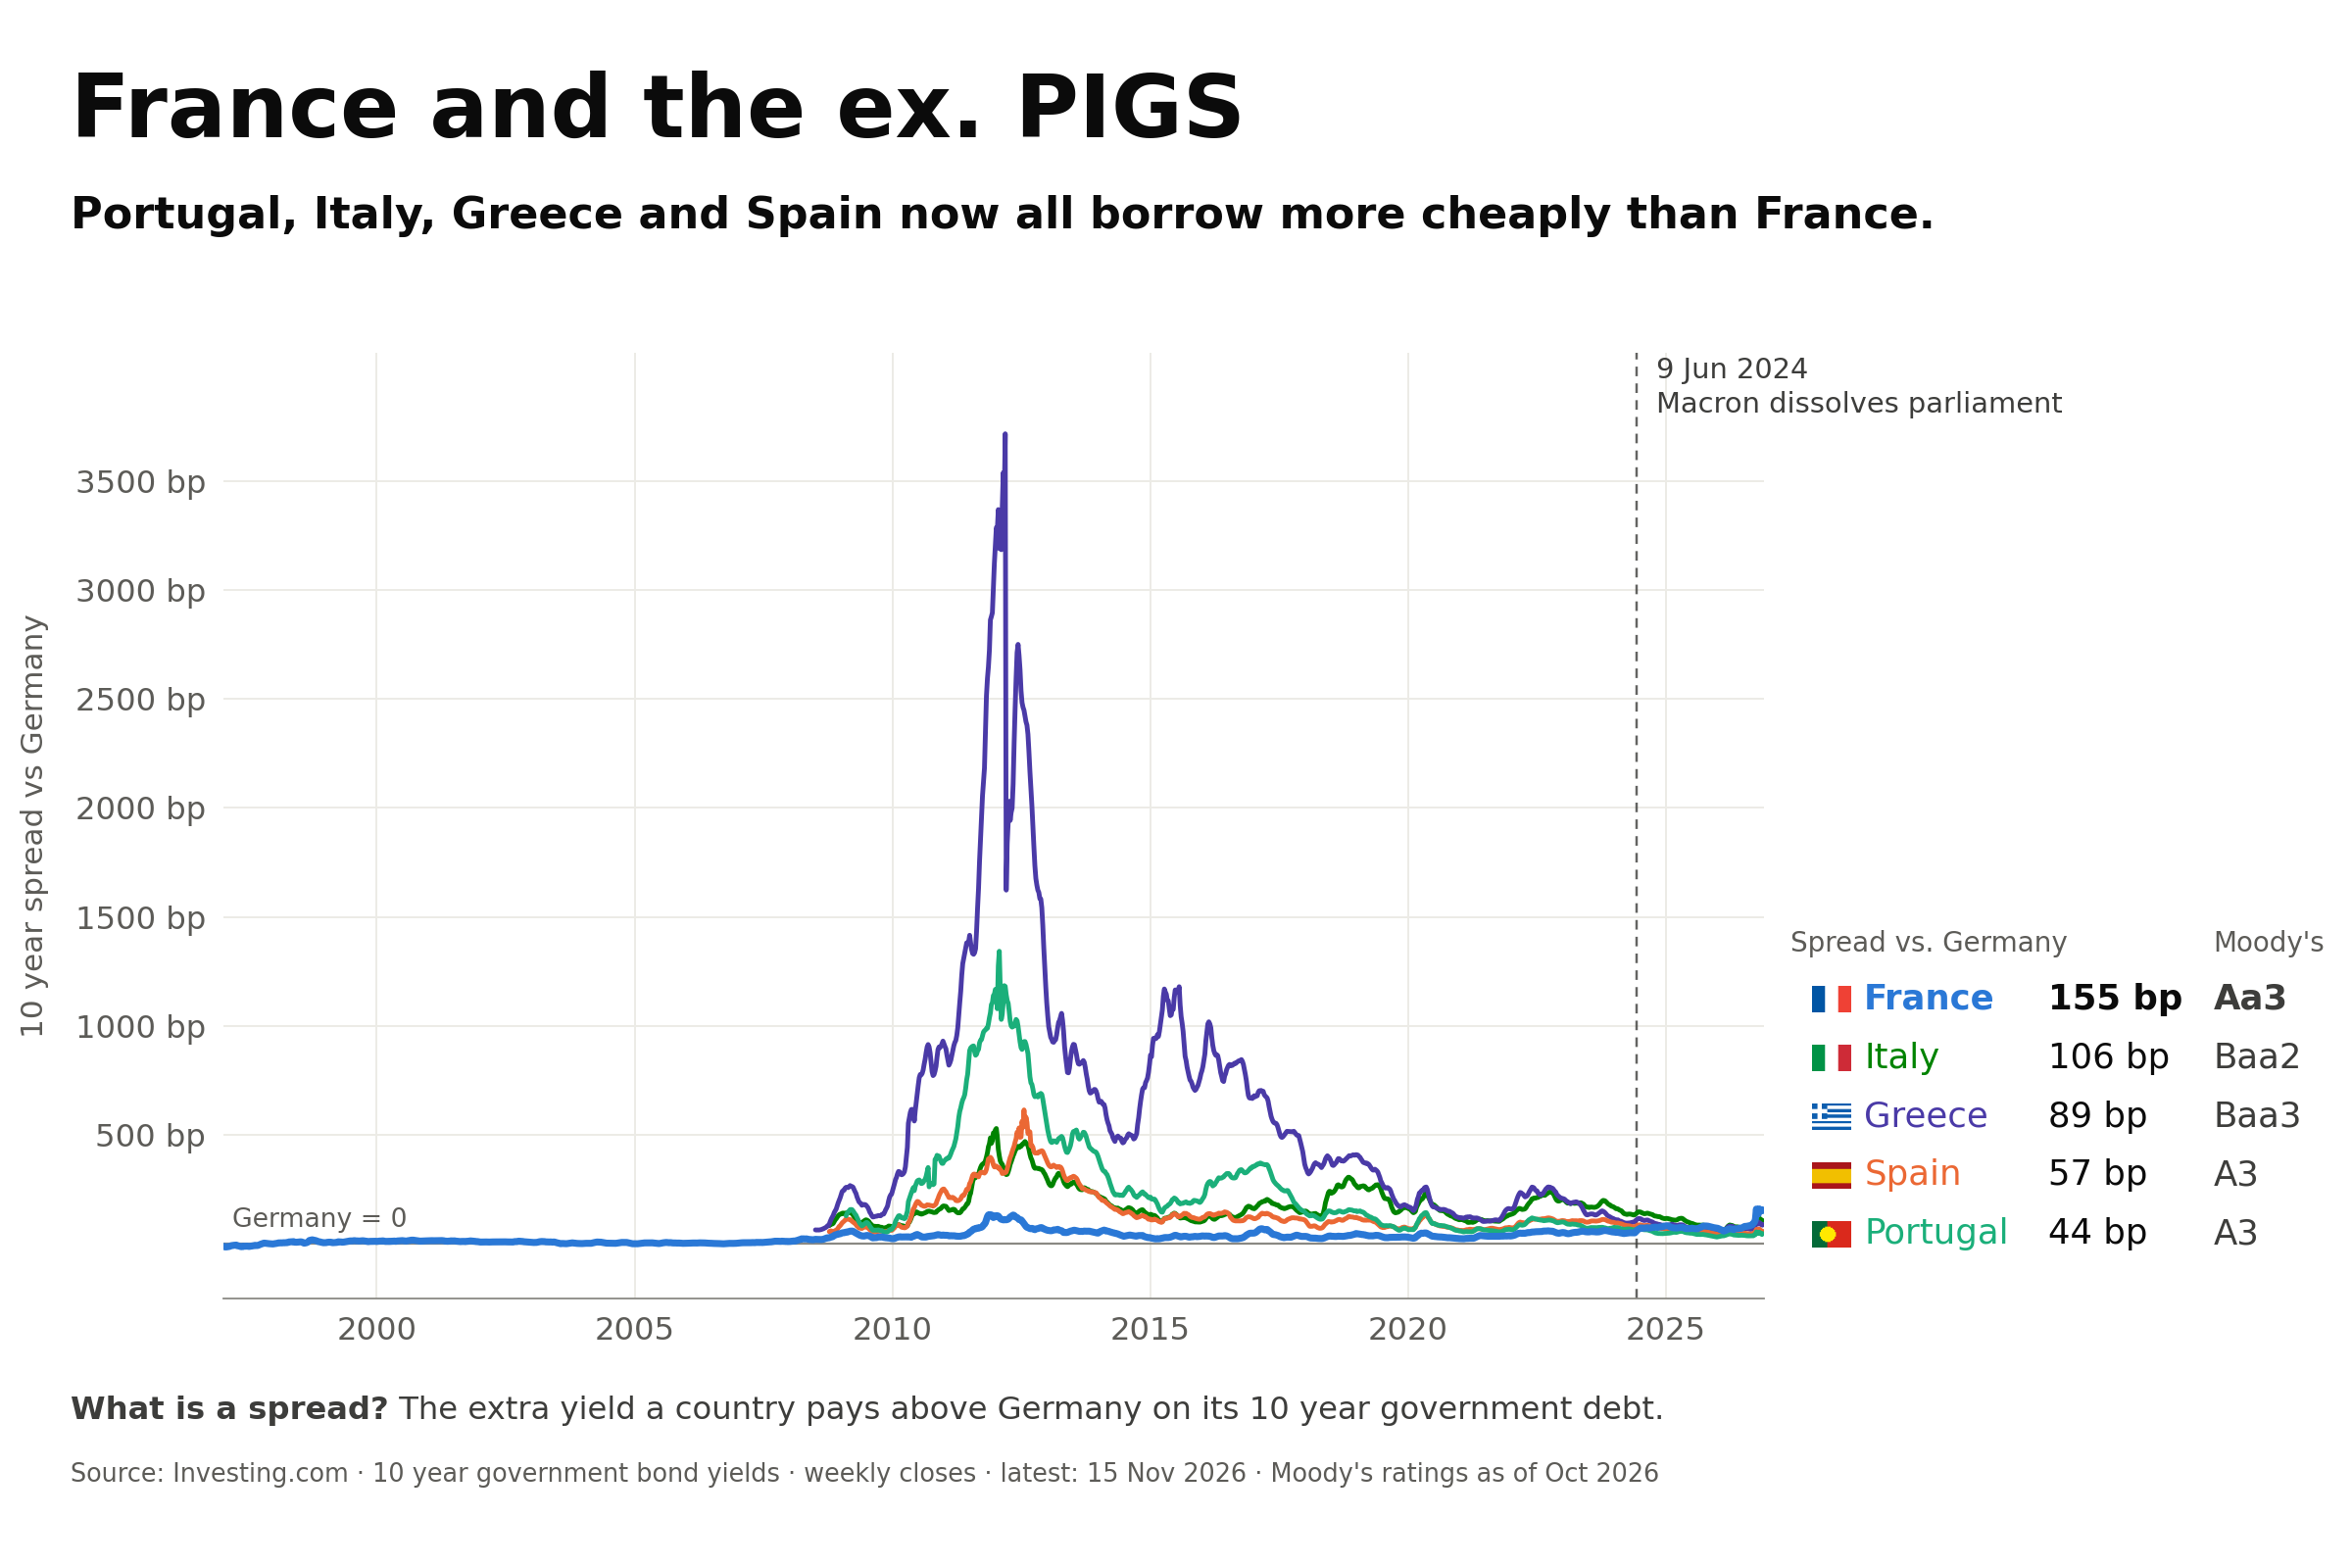 France and the ex. PIGS
Portugal, Italy, Greece and Spain now all borrow more cheaply than France.
9 Jun 2024
Macron dissolves parliament
10 year spread vs Germany
3500 bp
3000 bp
2500 bp
2000 bp
1500 bp
1000 bp
500 bp
Germany = 0
2000 2005 2010 2015 2020 2025
Spread vs. Germany Moody's
France 155 bp Aa3
Italy 106 bp Baa2
Greece 89 bp Baa3
Spain 57 bp A3
Portugal 44 bp A3
What is a spread? The extra yield a country pays above Germany on its 10 year government debt.
Source: Investing.com · 10 year government bond yields · weekly closes · latest: 15 Nov 2026 · Moody's ratings as of Oct 2026